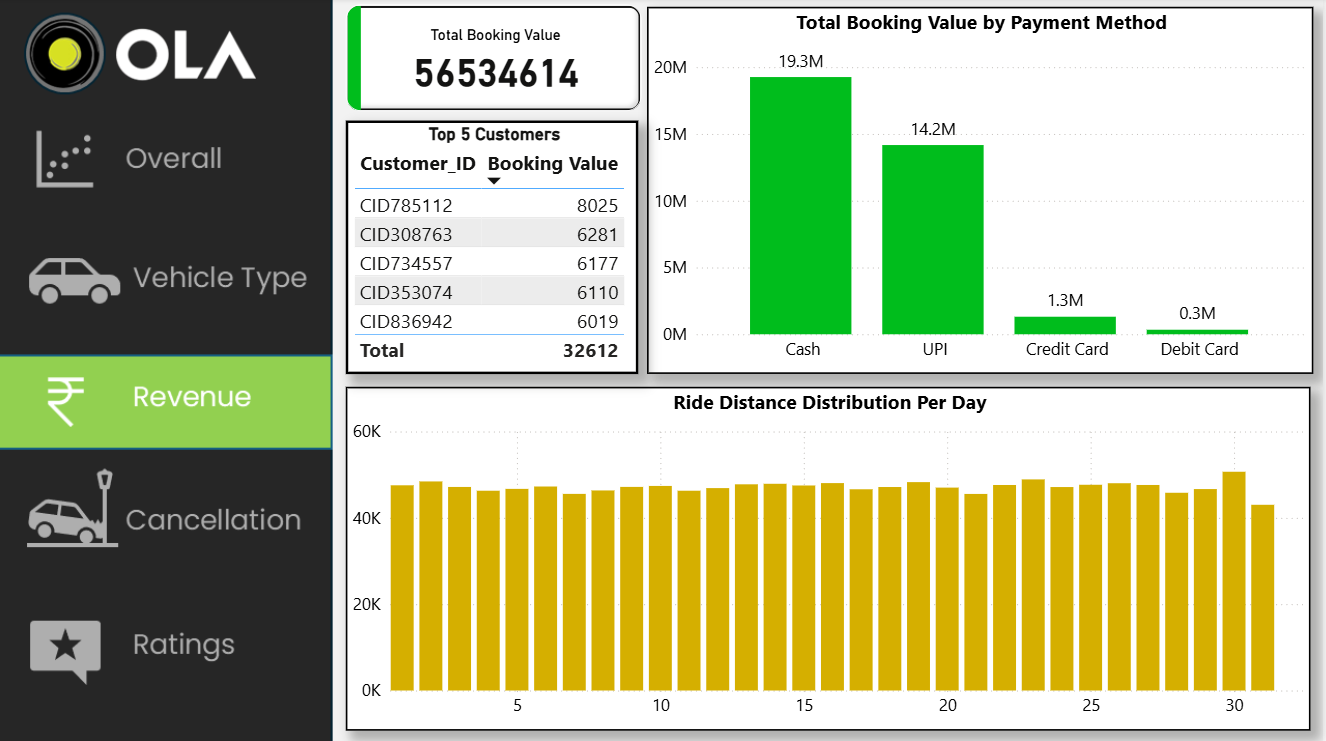 OLA
Overall
Vehicle Type
Revenue
Cancellation
Ratings
Total Booking Value
56534614
Top 5 Customers
Customer_ID Booking Value
CID785112 8025
CID308763 6281
CID734557 6177
CID353074 6110
CID836942 6019
Total 32612
Total Booking Value by Payment Method
20M
15M
10M
5M
0M
19.3M
14.2M
1.3M
0.3M
Cash UPI Credit Card Debit Card
Ride Distance Distribution Per Day
60K
40K
20K
0K
5 10 15 20 25 30